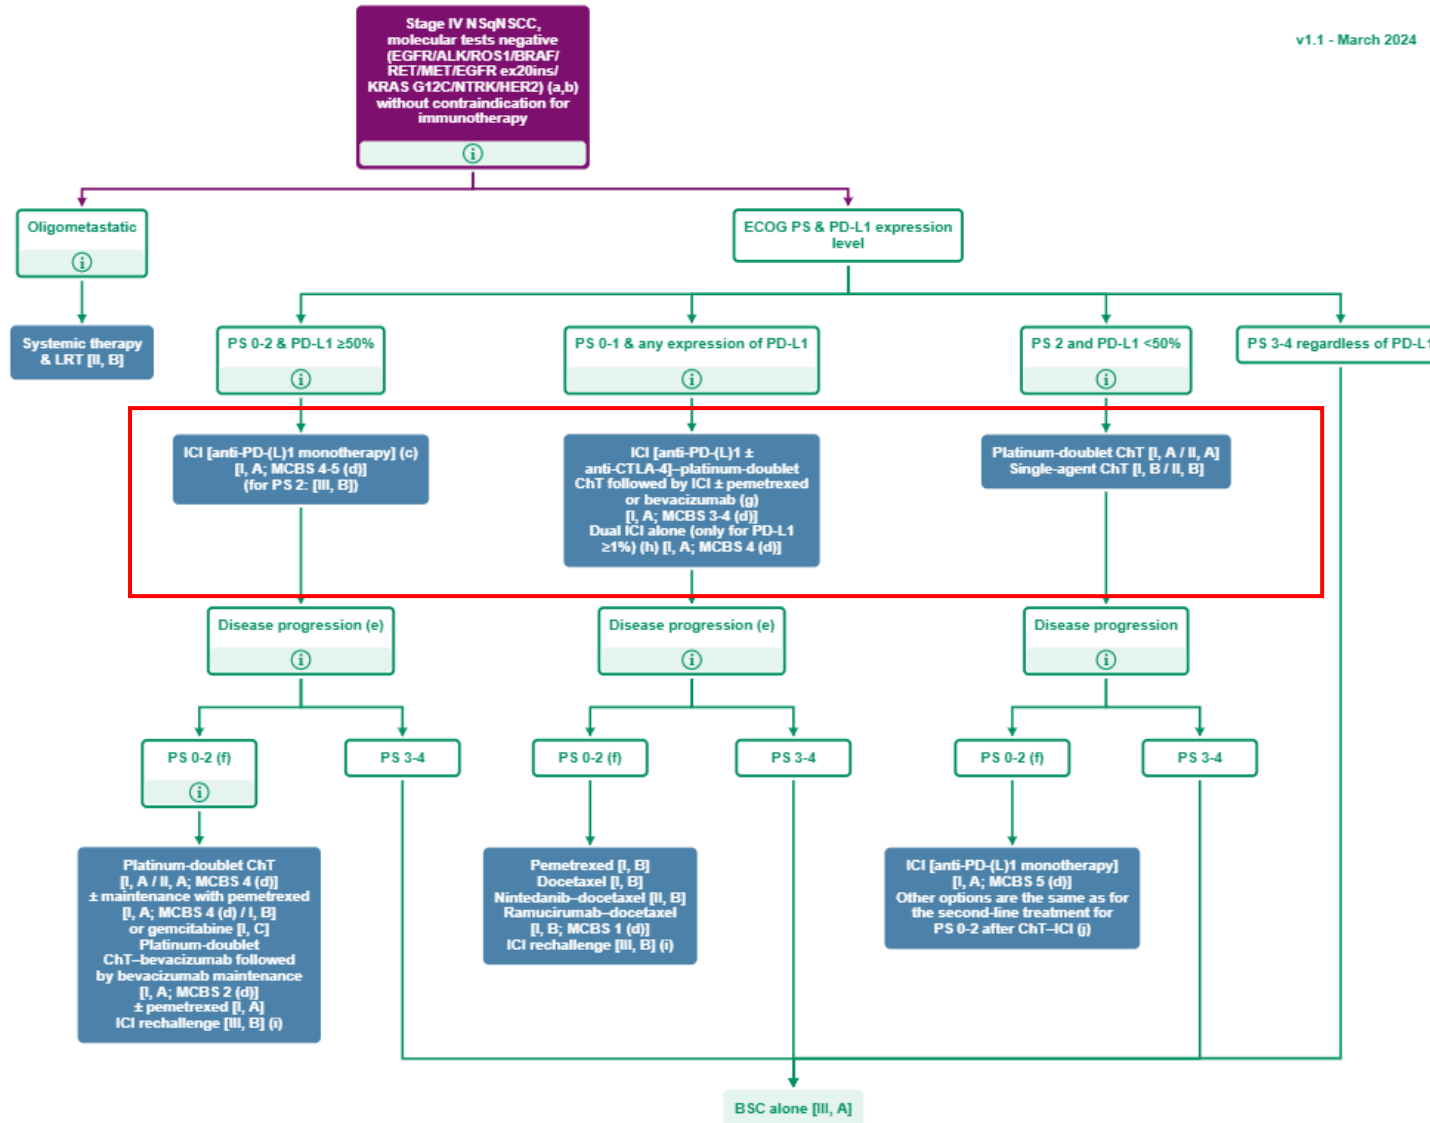 Stage IV NSqNSCC,
molecular tests negative
(EGFR/ALK/ROS1/BRAF/
RET/MET/EGFR ex20ins/
KRAS G12C/NTRK/HER2) (a,b)
without contraindication for
immunotherapy
v1.1 - March 2024
Oligometastatic
ECOG PS & PD-L1 expression
level
Systemic therapy
& LRT [II, B]
PS 0-2 & PD-L1 ≥50%
PS 0-1 & any expression of PD-L1
PS 2 and PD-L1 <50%
PS 3-4 regardless of PD-L1
ICI [anti-PD-(L)1 monotherapy] (c)
[I, A; MCBS 4-5 (d)]
(for PS 2: [III, B])
ICI [anti-PD-(L)1 ±
anti-CTLA-4]–platinum-doublet
ChT followed by ICI ± pemetrexed
or bevacizumab (g)
[I, A; MCBS 3-4 (d)]
Dual ICI alone (only for PD-L1
≥1%) (h) [I, A; MCBS 4 (d)]
Platinum-doublet ChT [I, A / II, A]
Single-agent ChT [I, B / II, B]
Disease progression (e)
Disease progression (e)
Disease progression
PS 0-2 (f)
PS 3-4
PS 0-2 (f)
PS 3-4
PS 0-2 (f)
PS 3-4
Platinum-doublet ChT
[I, A / II, A; MCBS 4 (d)]
± maintenance with pemetrexed
[I, A; MCBS 4 (d) / I, B]
or gemcitabine [I, C]
Platinum-doublet
ChT–bevacizumab followed
by bevacizumab maintenance
[I, A; MCBS 2 (d)]
± pemetrexed [I, A]
ICI rechallenge [III, B] (i)
Pemetrexed [I, B]
Docetaxel [I, B]
Nintedanib–docetaxel [II, B]
Ramucirumab–docetaxel
[I, B; MCBS 1 (d)]
ICI rechallenge [III, B] (i)
ICI [anti-PD-(L)1 monotherapy]
[I, A; MCBS 5 (d)]
Other options are the same as for
the second-line treatment for
PS 0-2 after ChT–ICI (j)
BSC alone [III, A]